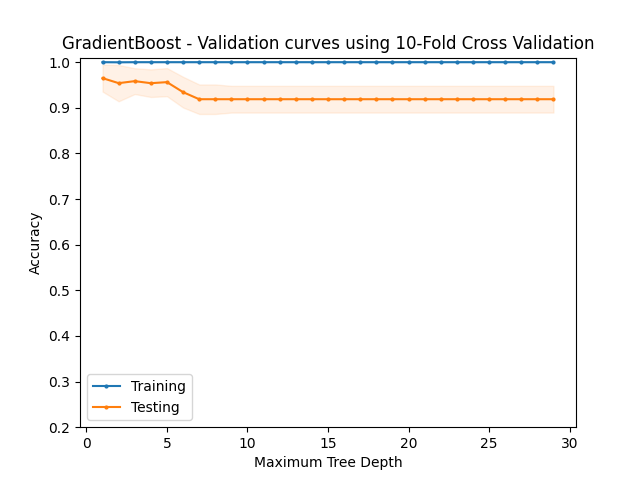 GradientBoost - Validation curves using 10-Fold Cross Validation
1.0
0.9
0.8
0.7
0.6
0.5
0.4
0.3
0.2
Accuracy
Training
Testing
0 5 10 15 20 25 30
Maximum Tree Depth